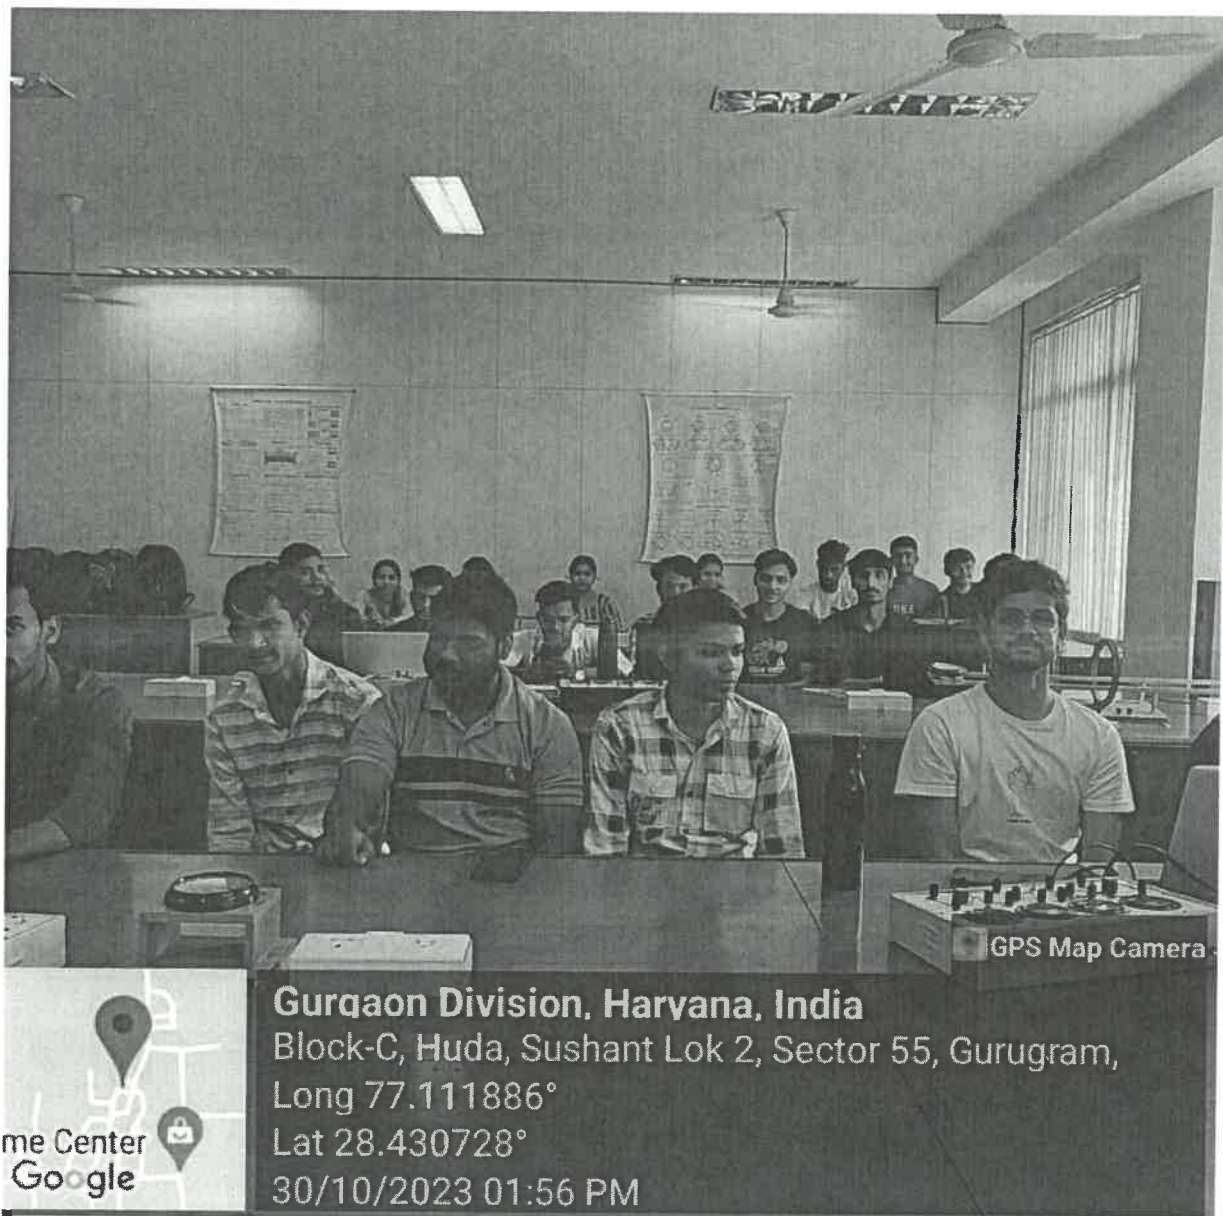 GPS Map Camera
Gurgaon Division, Haryana, India
Block-C, Huda, Sushant Lok 2, Sector 55, Gurugram,
Long 77.111886°
Lat 28.430728°
30/10/2023 01:56 PM
me Center
Google